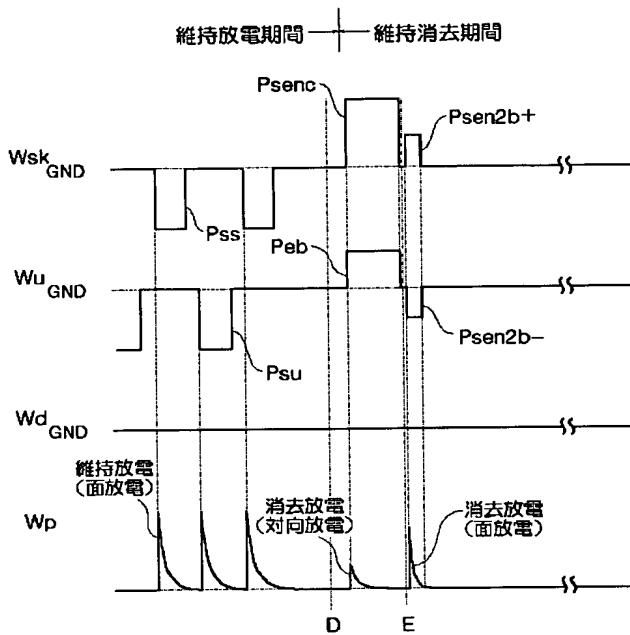 維持放電期間
維持消去期間
Psenc
Psen2b+
Wsk GND
Pss
Peb
Wu GND
Psu
Psen2b−
Wd GND
維持放電
(面放電)
消去放電
(対向放電)
消去放電
(面放電)
Wp
D
E